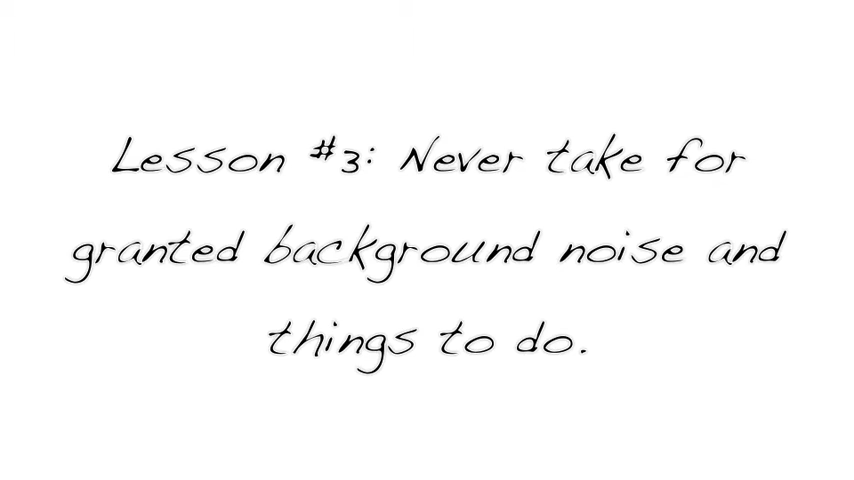 Lesson #3: Never take for
granted background noise and
things to do.